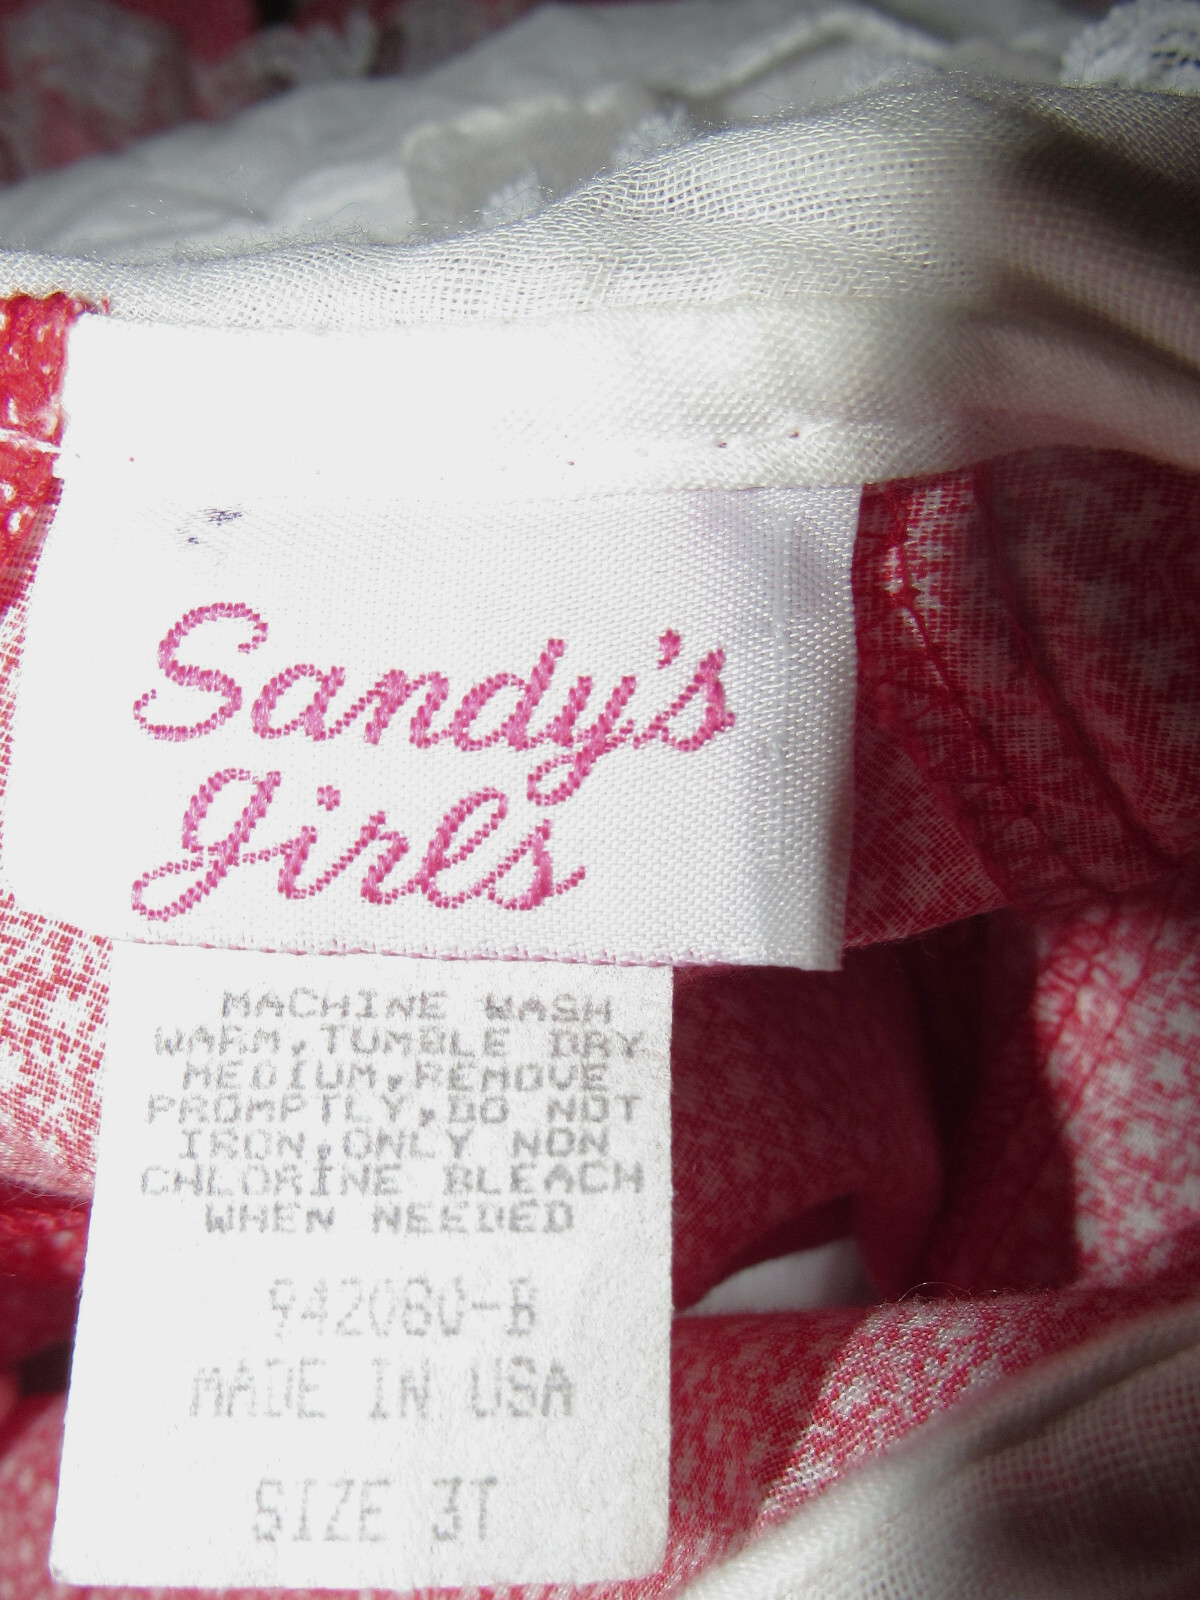 Sandy's
Girls
MACHINE WASH
WARM,TUMBLE DRY
MEDIUM,REMOVE
PROMPTLY,DO NOT
IRON,ONLY NON
CHLORINE BLEACH
WHEN NEEDED
942080-B
MADE IN USA
SIZE 3T